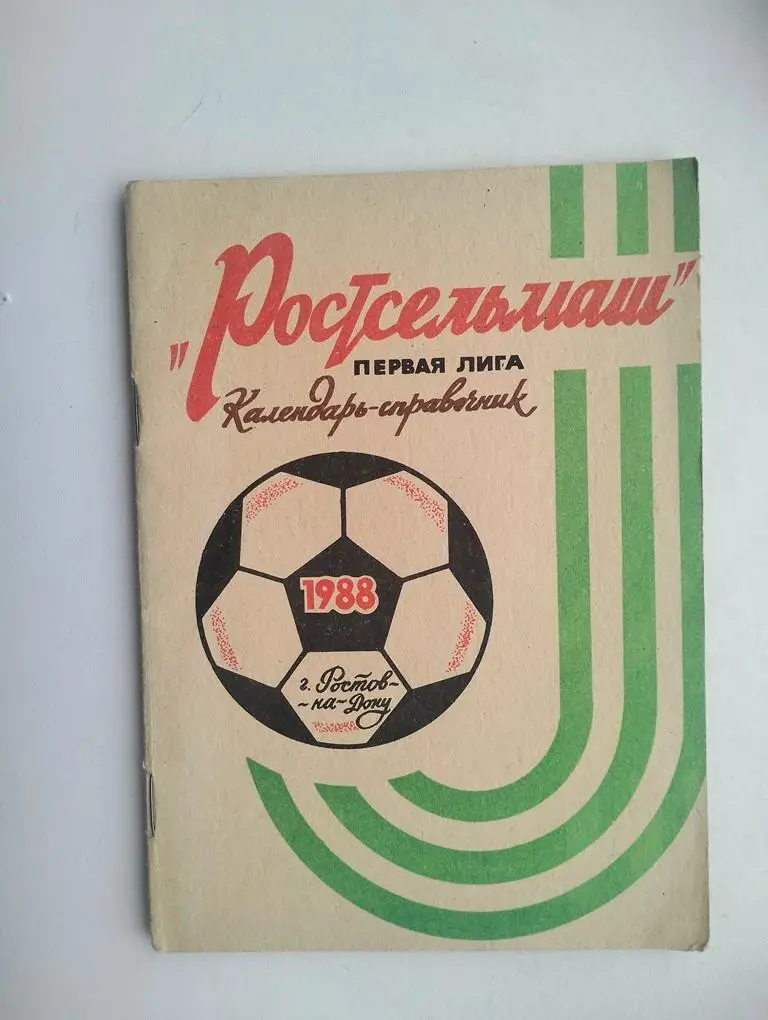 "Ростсельмаш"
ПЕРВАЯ ЛИГА
Календарь-справочник
1988
г. Ростов-
-на-Дону